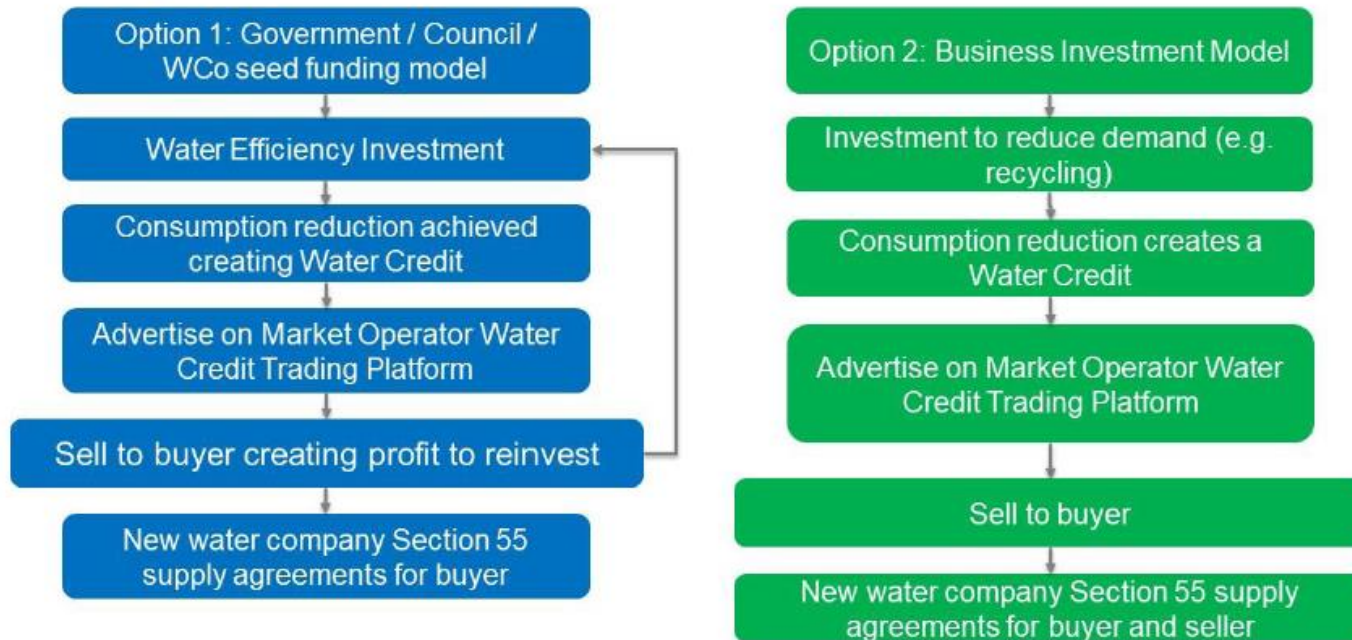 Option 1: Government / Council /
WCo seed funding model
Water Efficiency Investment
Consumption reduction achieved
creating Water Credit
Advertise on Market Operator Water
Credit Trading Platform
Sell to buyer creating profit to reinvest
New water company Section 55
supply agreements for buyer
Option 2: Business Investment Model
Investment to reduce demand (e.g.
recycling)
Consumption reduction creates a
Water Credit
Advertise on Market Operator Water
Credit Trading Platform
Sell to buyer
New water company Section 55 supply
agreements for buyer and seller